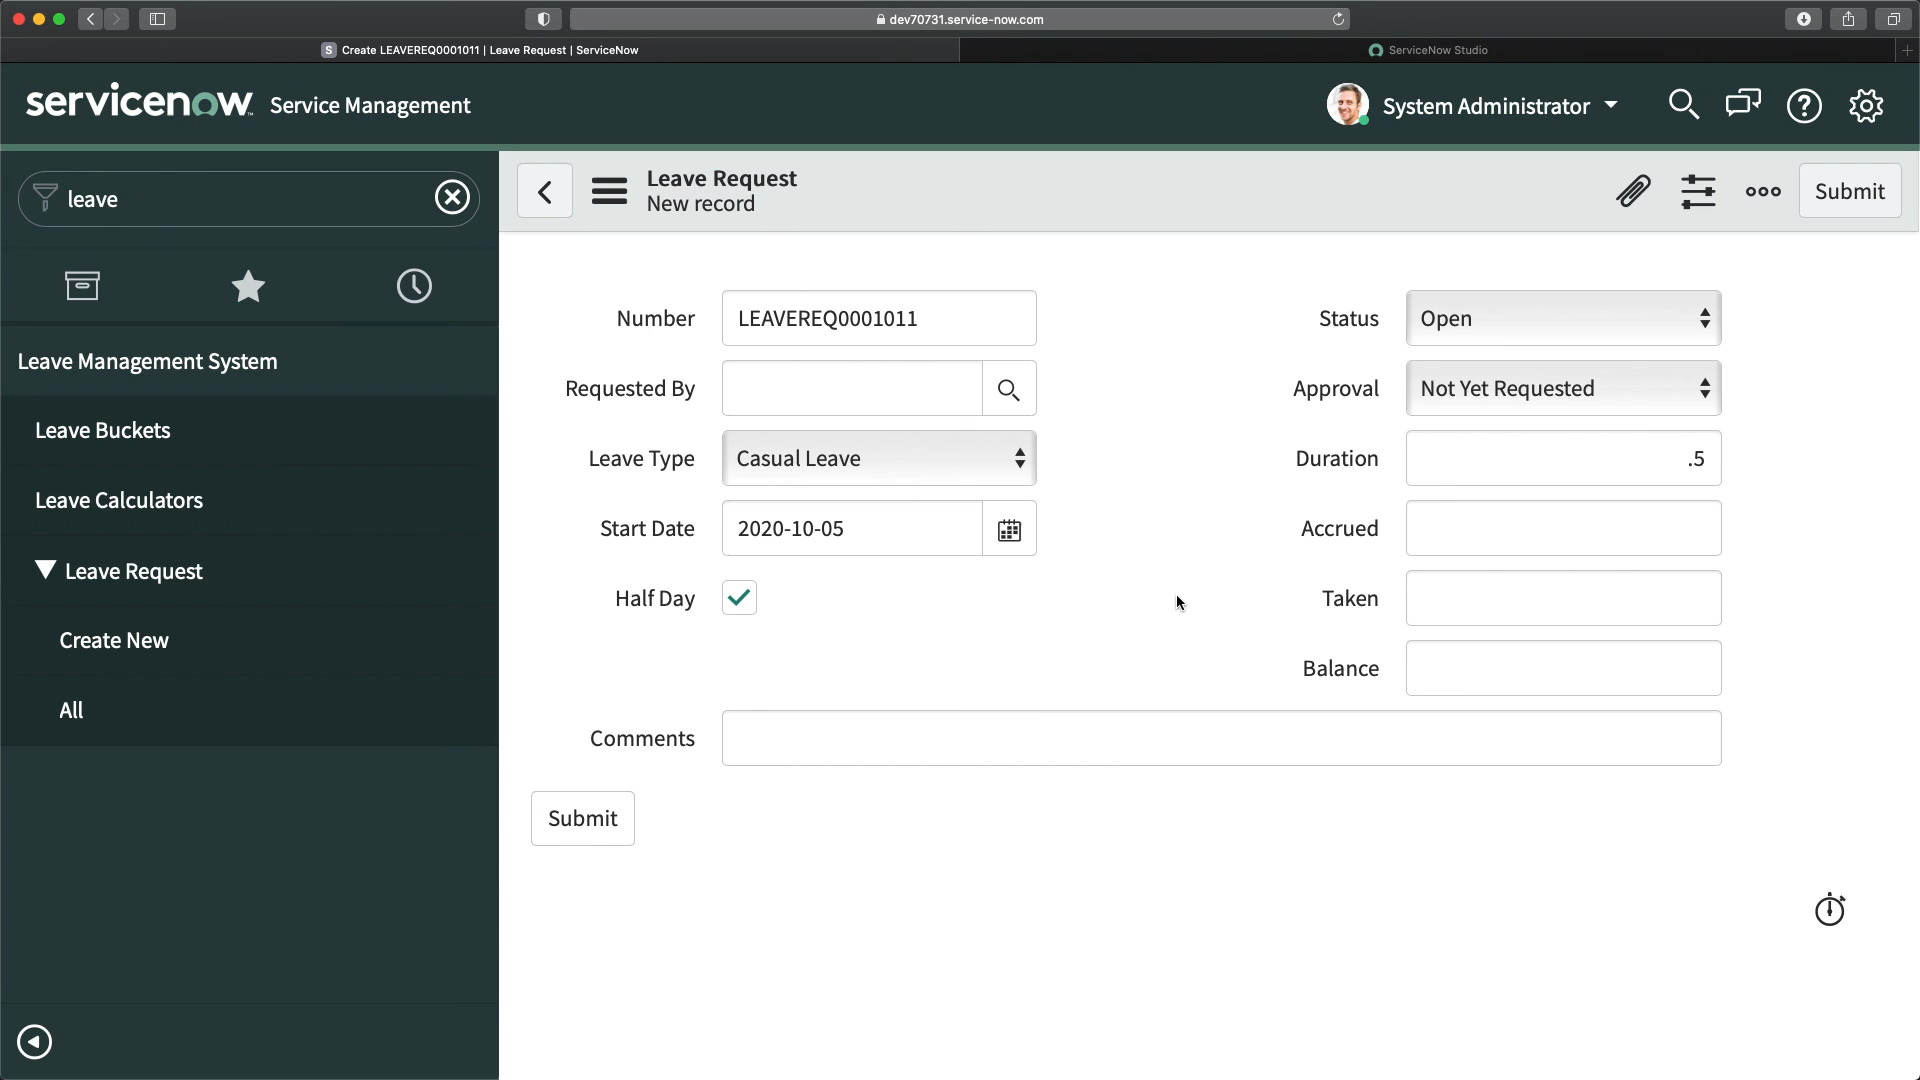 dev70731.service-now.com
S Create LEAVEREQ0001011 | Leave Request | ServiceNow
ServiceNow Studio
servicenow Service Management
System Administrator
leave
Leave Request
New record
Submit
Leave Management System
Leave Buckets
Leave Calculators
Leave Request
Create New
All
Number LEAVEREQ0001011
Requested By
Leave Type Casual Leave
Start Date 2020-10-05
Half Day
Status Open
Approval Not Yet Requested
Duration .5
Accrued
Taken
Balance
Comments
Submit